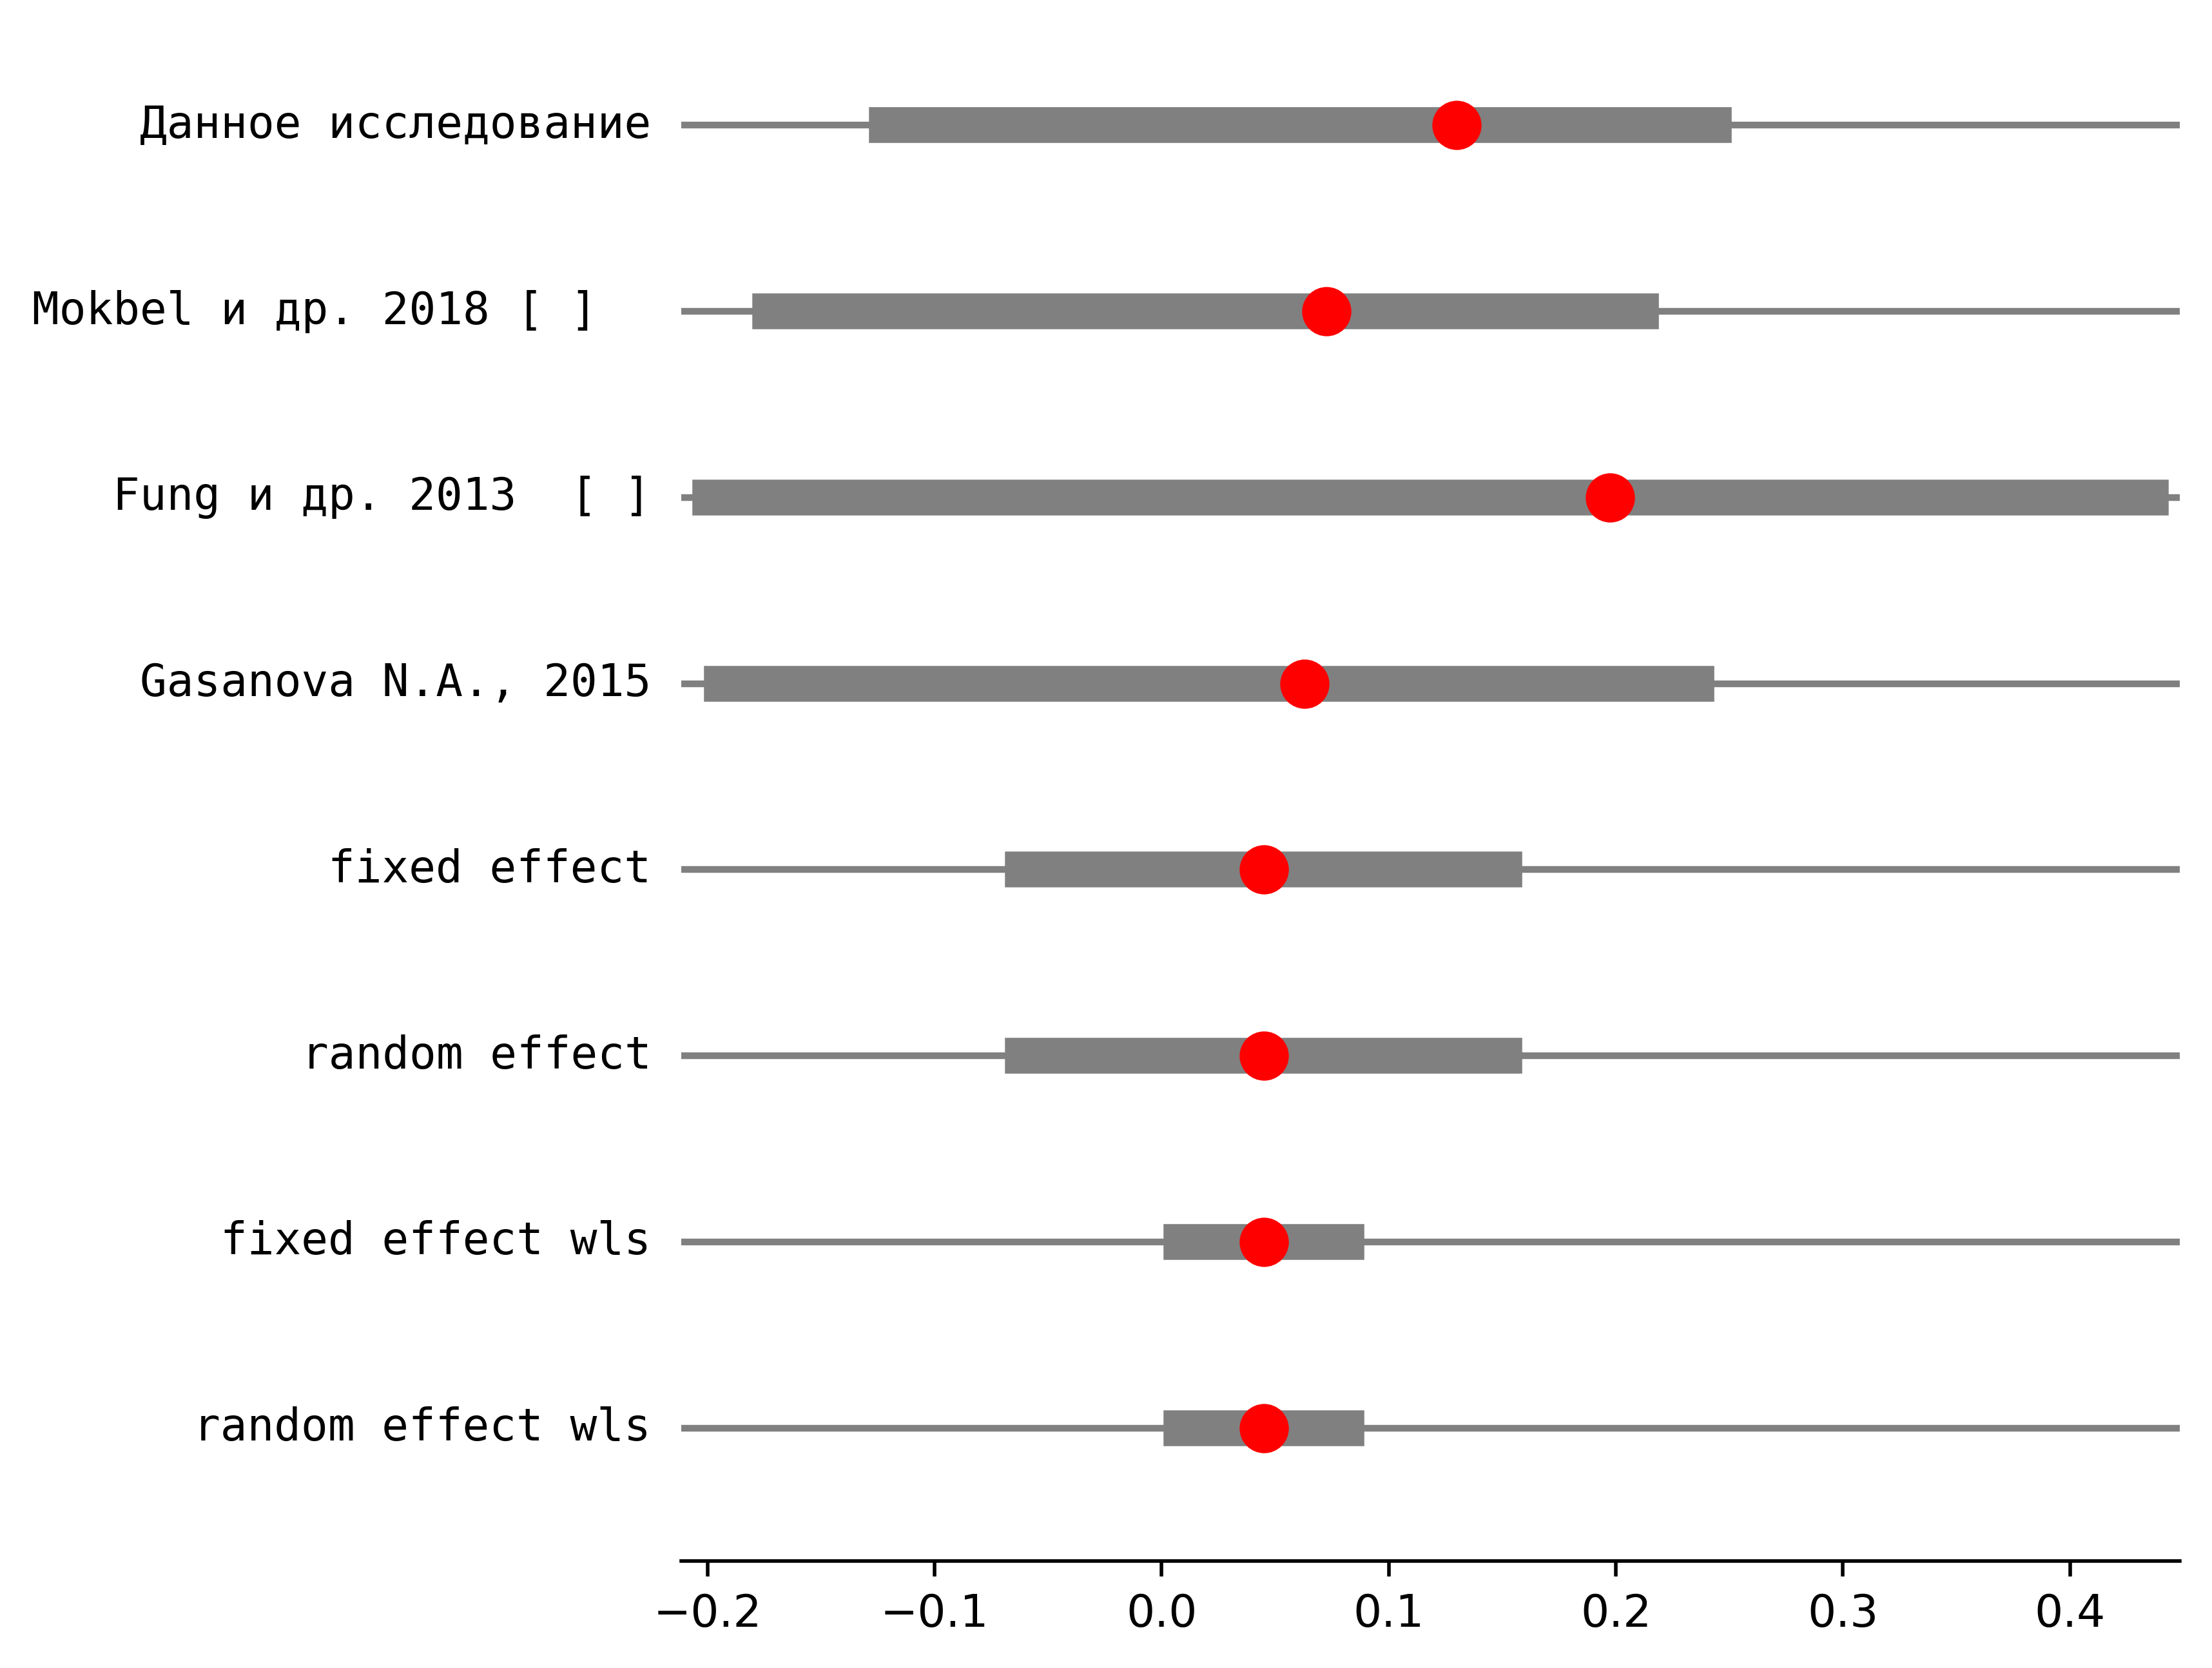 Данное исследование
Mokbel и др. 2018 [ ]
Fung и др. 2013  [ ]
Gasanova N.A., 2015
fixed effect
random effect
fixed effect wls
random effect wls
−0.2 −0.1 0.0 0.1 0.2 0.3 0.4